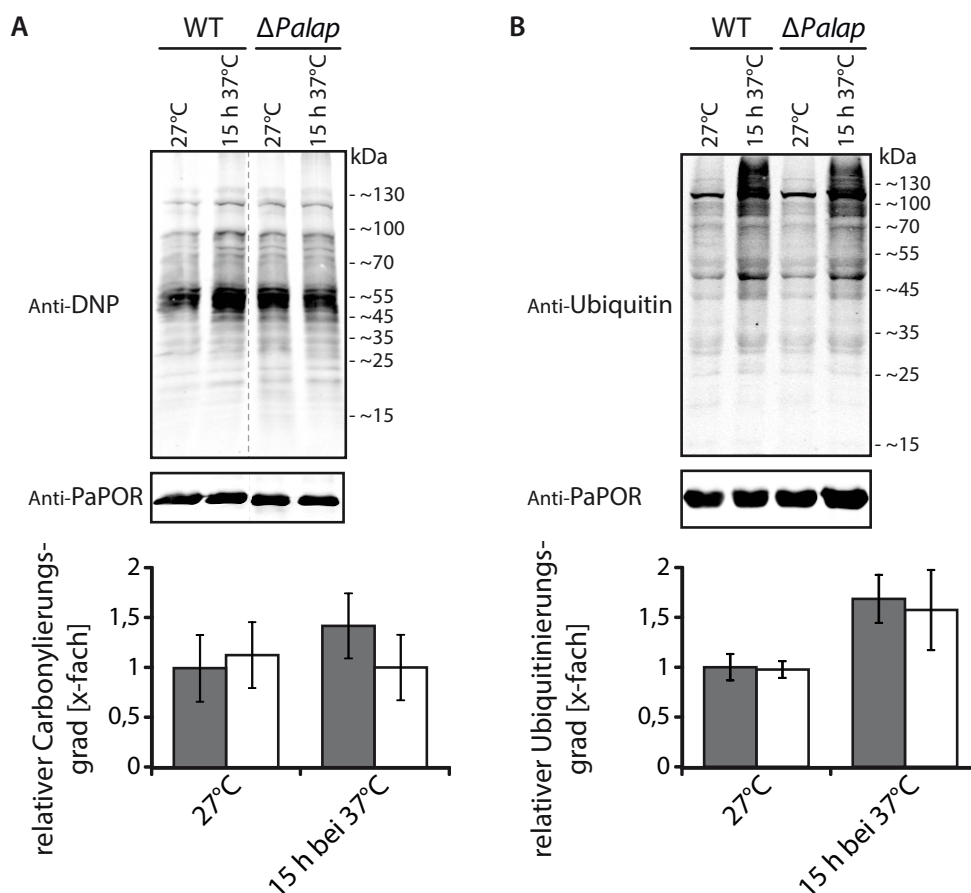 A
WT
ΔPalap
27°C
15 h 37°C
27°C
15 h 37°C
kDa
- ~130
- ~100
- ~70
- ~55
- ~45
- ~35
- ~25
- ~15
Anti-DNP
Anti-PaPOR
relativer Carbonylierungs-
grad [x-fach]
2
1,5
1
0,5
0
27°C
15 h bei 37°C
B
WT
ΔPalap
27°C
15 h 37°C
27°C
15 h 37°C
kDa
- ~130
- ~100
- ~70
- ~55
- ~45
- ~35
- ~25
- ~15
Anti-Ubiquitin
Anti-PaPOR
relativer Ubiquitinierungs-
grad [x-fach]
2
1,5
1
0,5
0
27°C
15 h bei 37°C